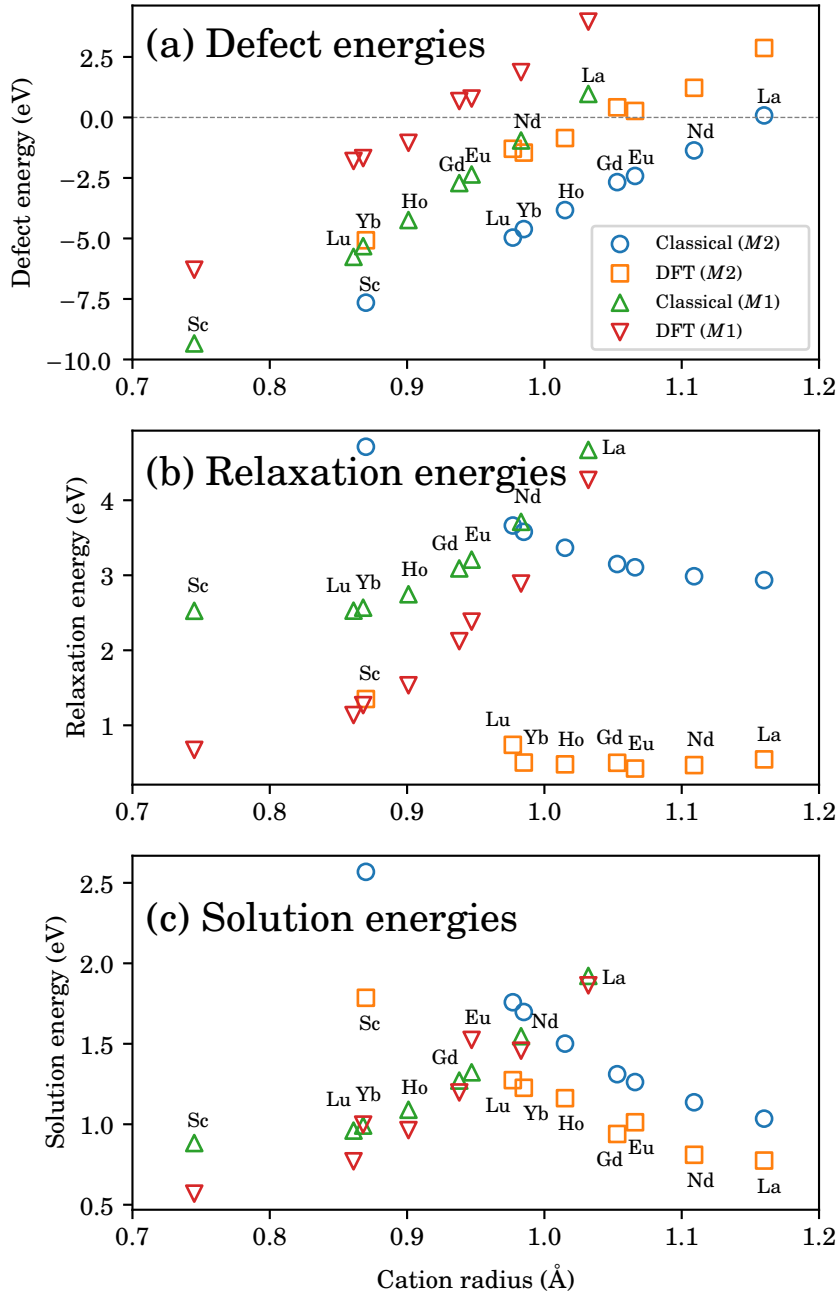 (a) Defect energies
Defect energy (eV)
2.5
0.0
−2.5
−5.0
−7.5
−10.0
La
La
Nd
Nd
Gd
Eu
Gd
Eu
Ho
Ho
Yb
Lu
Yb
Lu
Sc
Sc
Classical (M2)
DFT (M2)
Classical (M1)
DFT (M1)
0.7 0.8 0.9 1.0 1.1 1.2
(b) Relaxation energies
Relaxation energy (eV)
4
3
2
1
La
Nd
Gd
Eu
Sc
Lu
Yb
Ho
Sc
Lu
Yb
Ho
Gd
Eu
Nd
La
0.7 0.8 0.9 1.0 1.1 1.2
(c) Solution energies
Solution energy (eV)
2.5
2.0
1.5
1.0
0.5
La
Sc
Eu
Nd
Gd
Sc
Lu
Yb
Ho
Lu
Yb
Ho
Gd
Eu
Nd
La
0.7 0.8 0.9 1.0 1.1 1.2
Cation radius (Å)